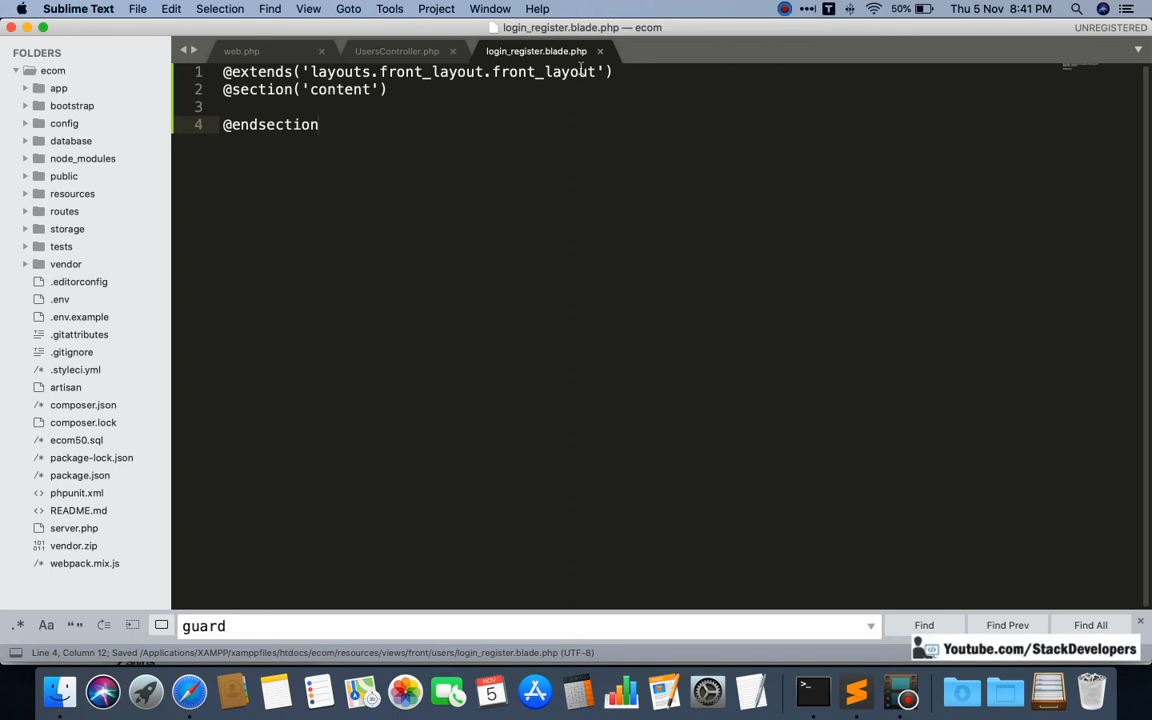 Sublime Text File Edit Selection Find View Goto Tools Project Window Help 50% Thu 5 Nov 8:41 PM
login_register.blade.php — ecom UNREGISTERED
FOLDERS
ecom
app
bootstrap
config
database
node_modules
public
resources
routes
storage
tests
vendor
.editorconfig
.env
.env.example
.gitattributes
.gitignore
.styleci.yml
artisan
composer.json
composer.lock
ecom50.sql
package-lock.json
package.json
phpunit.xml
README.md
server.php
vendor.zip
webpack.mix.js
web.php UsersController.php login_register.blade.php
1 @extends('layouts.front_layout.front_layout')
2 @section('content')
3
4 @endsection
.* Aa “” guard Find Find Prev Find All
Line 4, Column 12; Saved /Applications/XAMPP/xamppfiles/htdocs/ecom/resources/views/front/users/login_register.blade.php (UTF-8)
Youtube.com/StackDevelopers
NOV
5